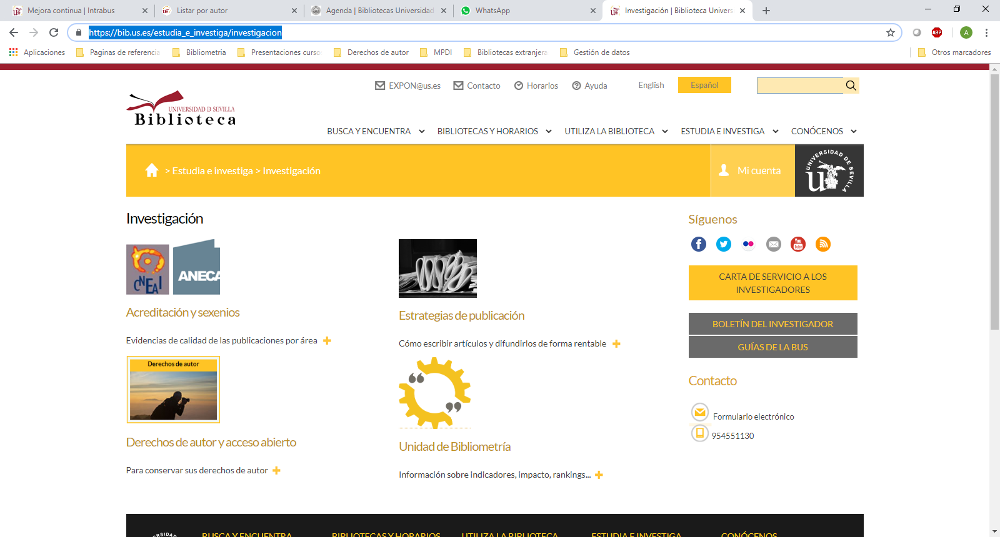 Mejora continua | Intrabus
Listar por autor
Agenda | Bibliotecas Universidad
WhatsApp
Investigación | Biblioteca Univers
https://bib.us.es/estudia_e_investiga/investigacion
ABP
A
Aplicaciones
Paginas de referencia
Bibliometria
Presentaciones curso
Derechos de autor
MPDI
Bibliotecas extranjera
Gestión de datos
Otros marcadores
EXPON@us.es
Contacto
Horarios
Ayuda
English
Español
UNIVERSIDAD D SEVILLA
Biblioteca
BUSCA Y ENCUENTRA
BIBLIOTECAS Y HORARIOS
UTILIZA LA BIBLIOTECA
ESTUDIA E INVESTIGA
CONÓCENOS
> Estudia e investiga > Investigación
Mi cuenta
UNIVERSIDAD DE SEVILLA
Investigación
CNEAI
ANECA
Acreditación y sexenios
Evidencias de calidad de las publicaciones por área
Estrategias de publicación
Cómo escribir artículos y difundirlos de forma rentable
Derechos de autor
Derechos de autor y acceso abierto
Para conservar sus derechos de autor
Unidad de Bibliometría
Información sobre indicadores, impacto, rankings...
Síguenos
You
Tube
CARTA DE SERVICIO A LOS
INVESTIGADORES
BOLETÍN DEL INVESTIGADOR
GUÍAS DE LA BUS
Contacto
Formulario electrónico
954551130
BUSCA Y ENCUENTRA
BIBLIOTECAS Y HORARIOS
UTILIZA LA BIBLIOTECA
ESTUDIA E INVESTIGA
CONÓCENOS